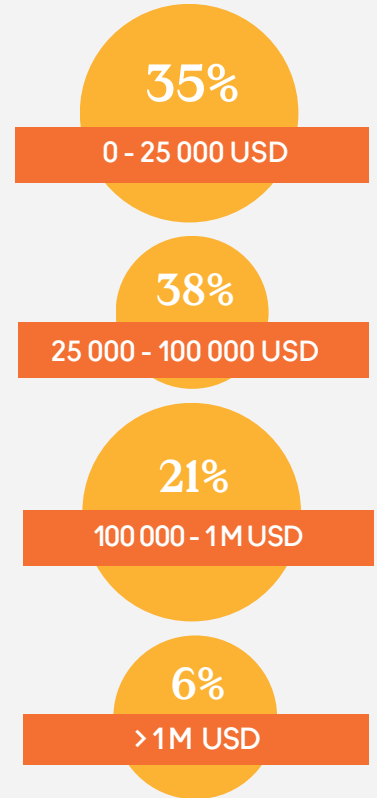 35%
0 - 25 000 USD
38%
25 000 - 100 000 USD
21%
100 000 - 1 M USD
6%
> 1 M USD